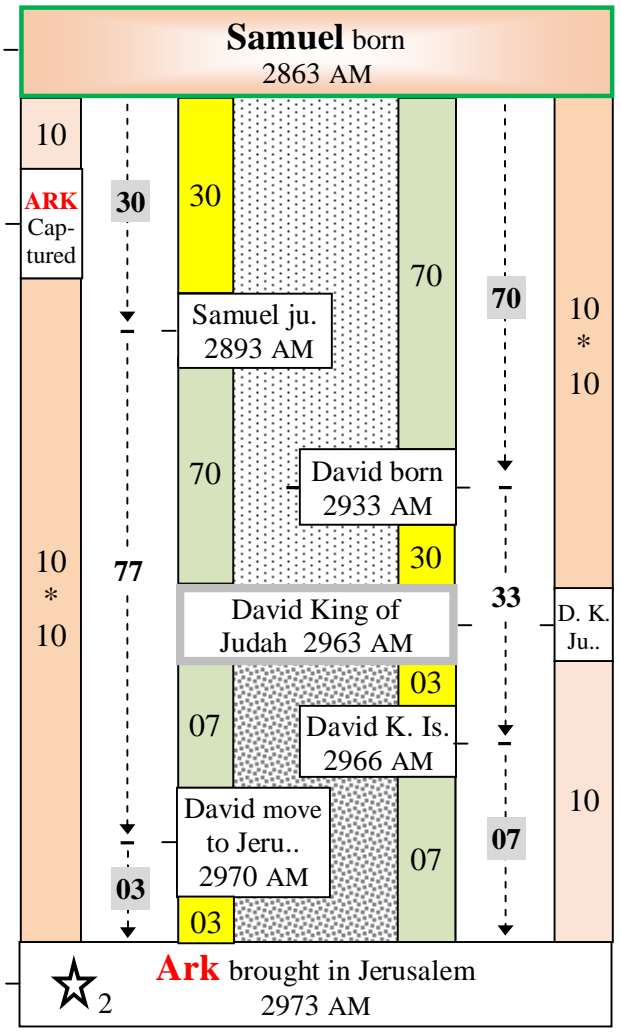 Samuel born
2863 AM
10
ARK
Cap-
tured
30
30
70
70
10
*
10
Samuel ju.
2893 AM
70
David born
2933 AM
30
10
*
10
77
33
David King of
Judah 2963 AM
D. K.
Ju..
03
07
David K. Is.
2966 AM
10
David move
to Jeru..
2970 AM
07
07
03
03
Ark brought in Jerusalem
2973 AM
2